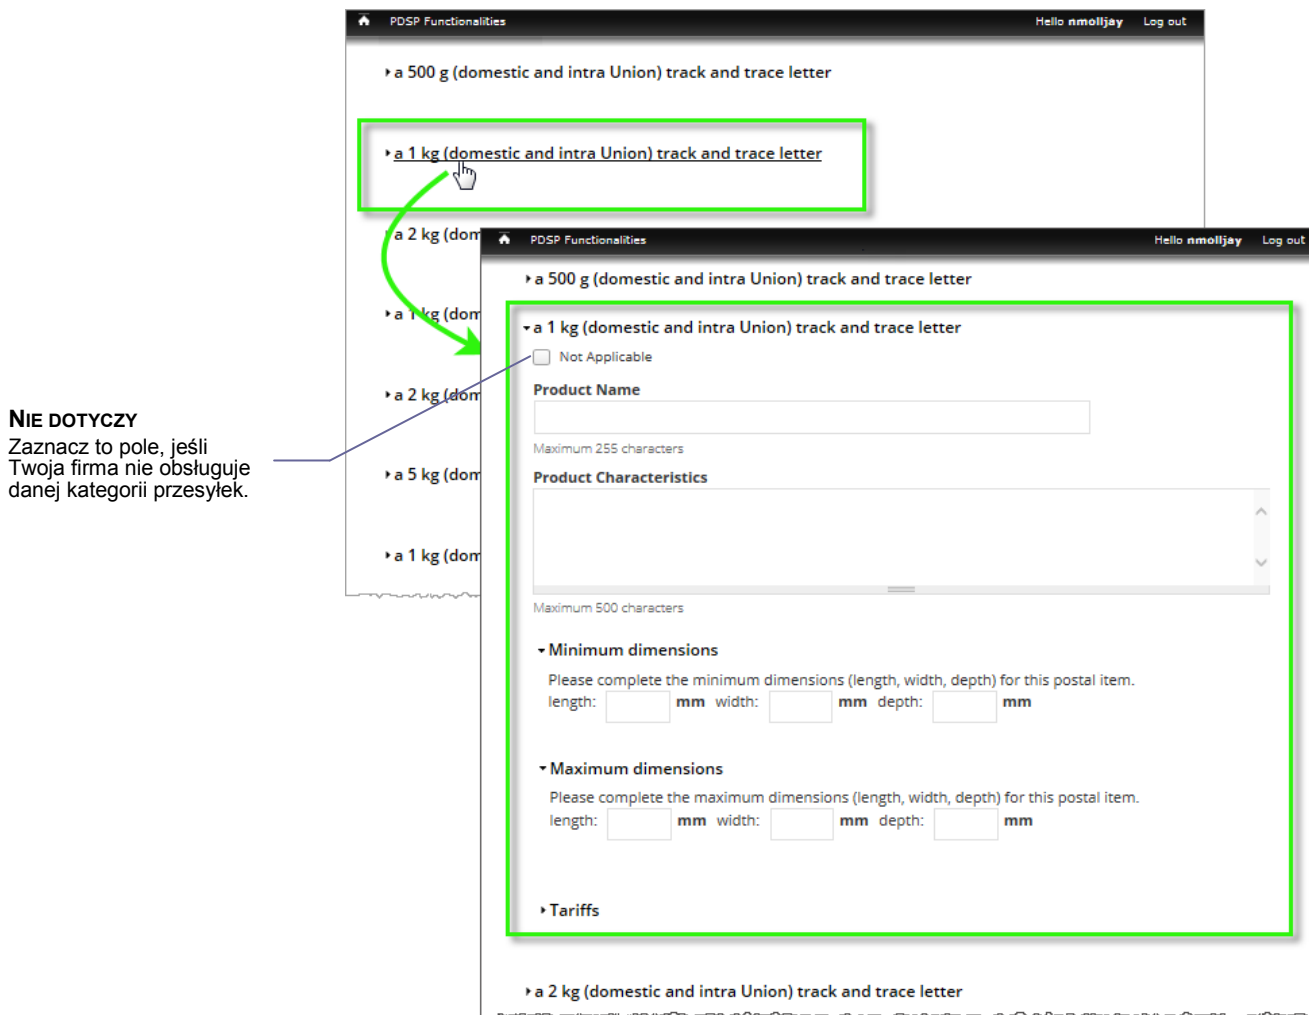 PDSP Functionalities Hello nmolljay Log out
a 500 g (domestic and intra Union) track and trace letter
a 1 kg (domestic and intra Union) track and trace letter
a 2 kg (dom
a 1 kg (dom
a 2 kg (dom
a 5 kg (dom
a 1 kg (dom
NIE DOTYCZY
Zaznacz to pole, jeśli
Twoja firma nie obsługuje
danej kategorii przesyłek.
PDSP Functionalities Hello nmolljay Log out
a 500 g (domestic and intra Union) track and trace letter
a 1 kg (domestic and intra Union) track and trace letter
Not Applicable
Product Name
Maximum 255 characters
Product Characteristics
Maximum 500 characters
Minimum dimensions
Please complete the minimum dimensions (length, width, depth) for this postal item.
length: mm width: mm depth: mm
Maximum dimensions
Please complete the maximum dimensions (length, width, depth) for this postal item.
length: mm width: mm depth: mm
Tariffs
a 2 kg (domestic and intra Union) track and trace letter